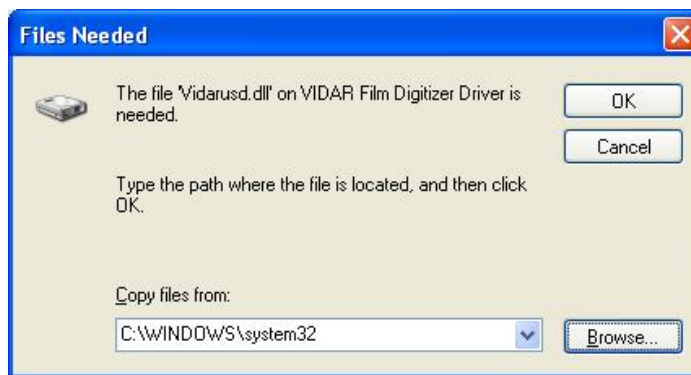 Files Needed
The file 'Vidarusd.dll' on VIDAR Film Digitizer Driver is
needed.
OK
Cancel
Type the path where the file is located, and then click
OK.
Copy files from:
C:\WINDOWS\system32
Browse...